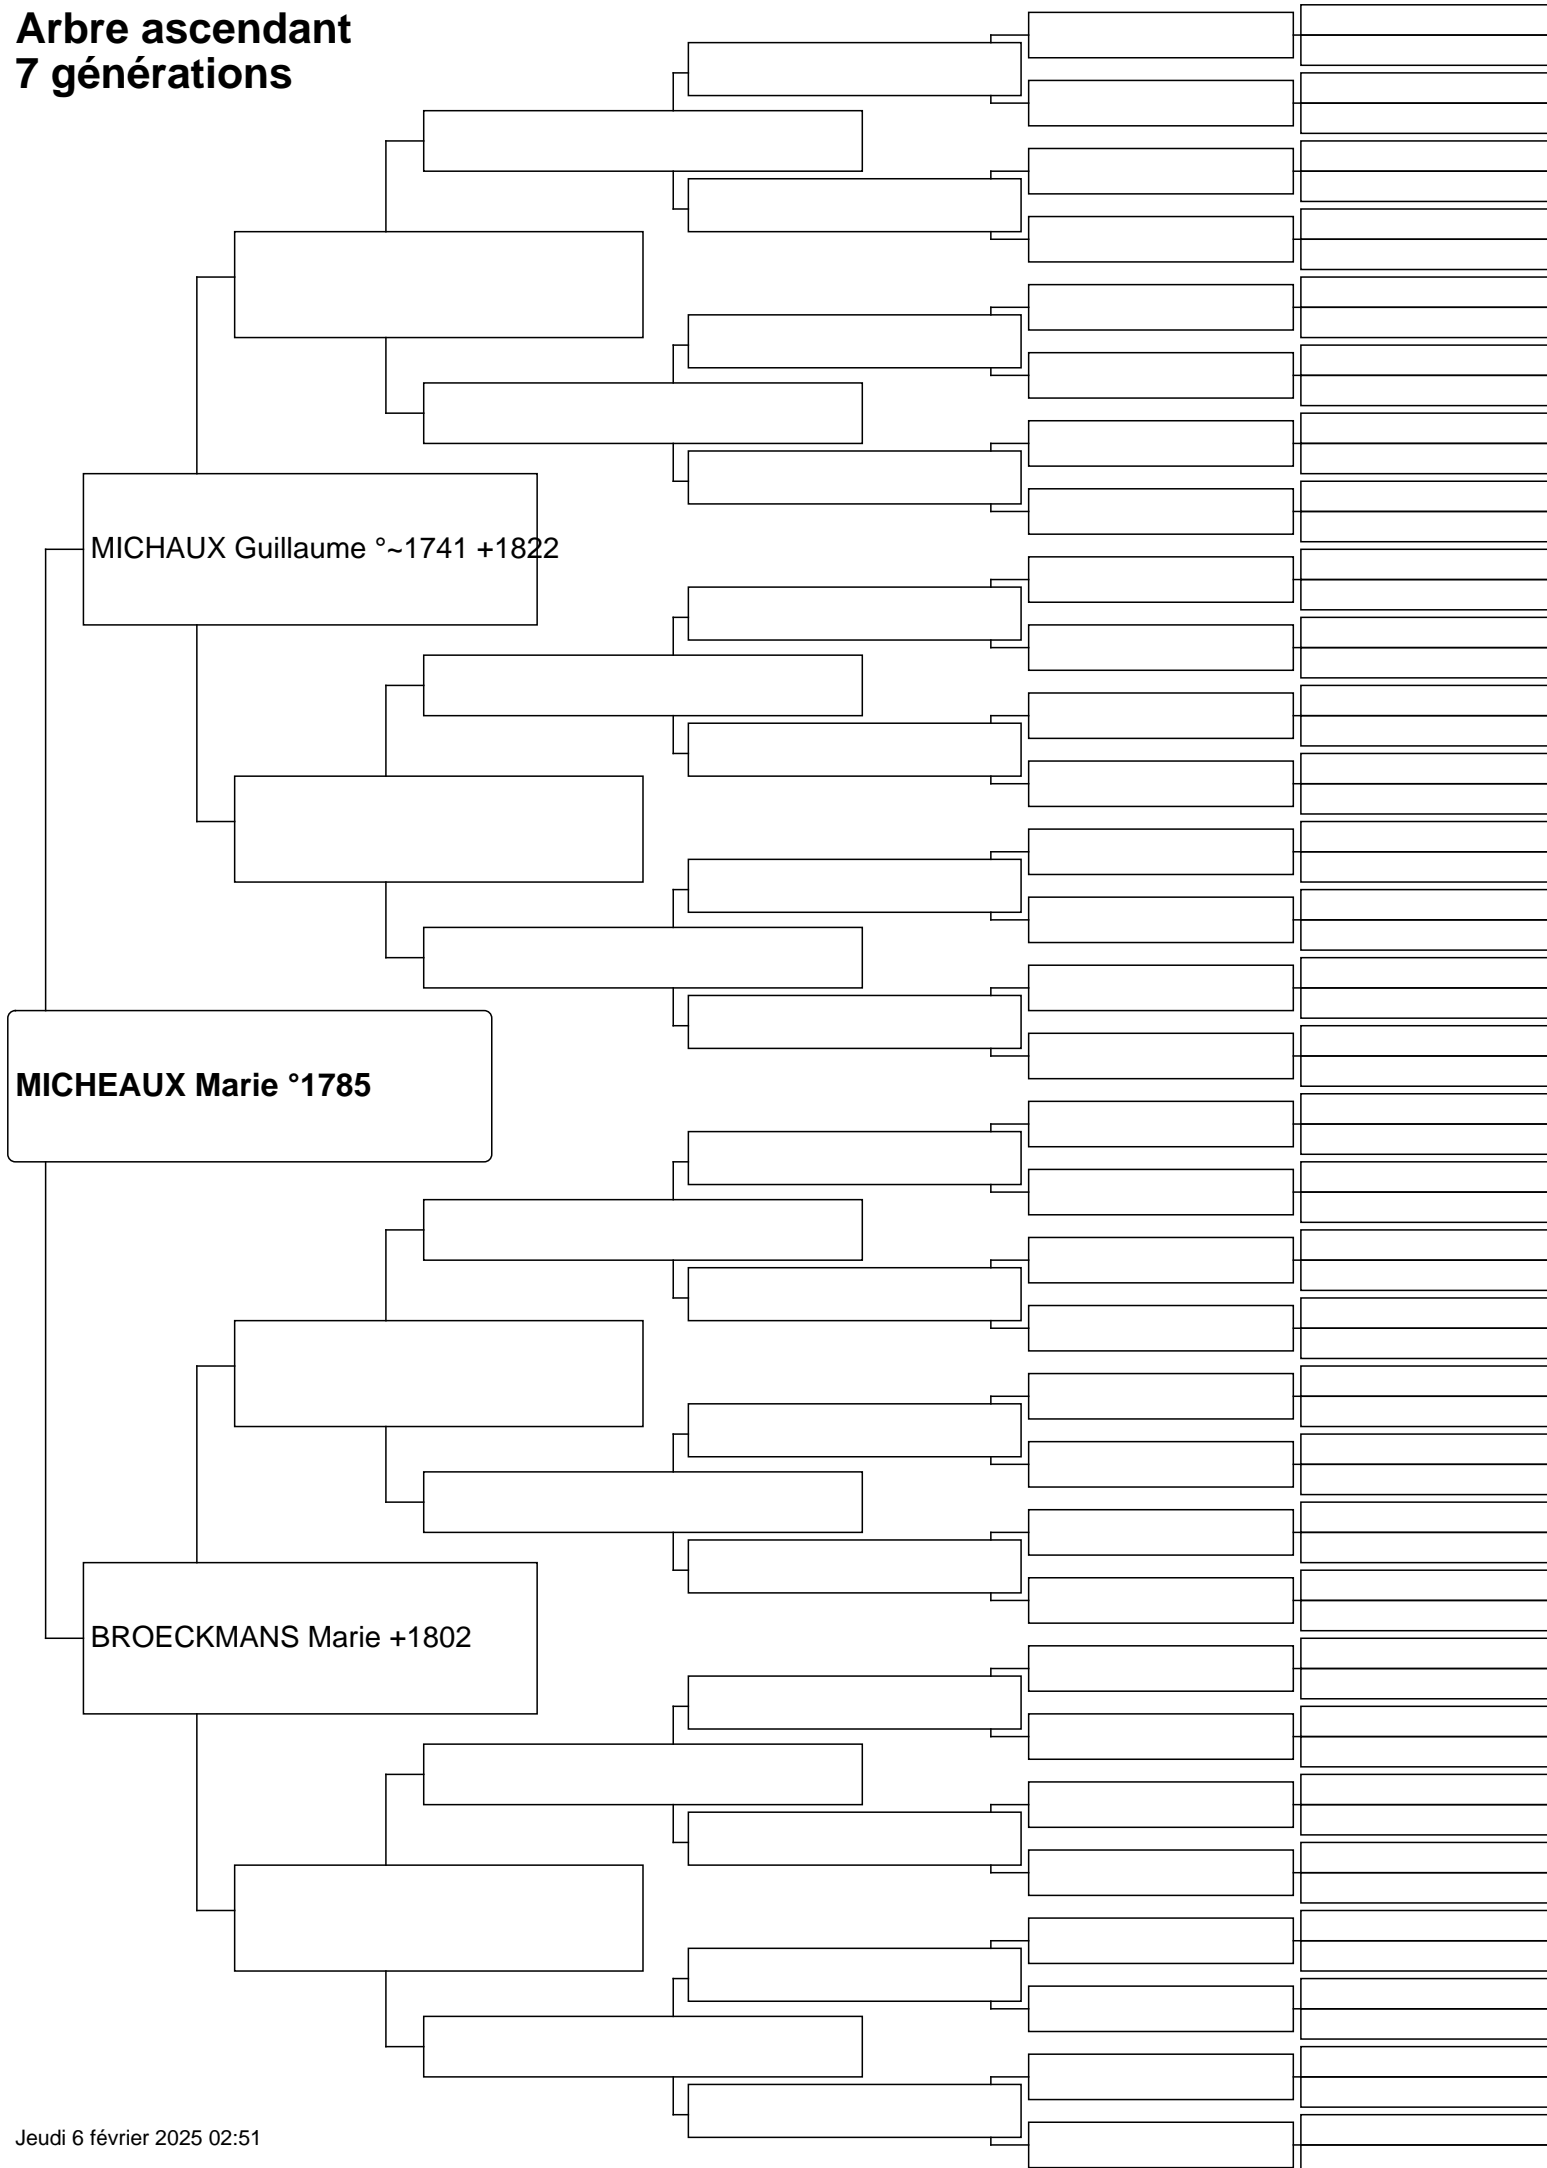 Arbre ascendant
7 générations
MICHAUX Guillaume °~1741 +1822
MICHEAUX Marie °1785
BROECKMANS Marie +1802
Jeudi 6 février 2025 02:51